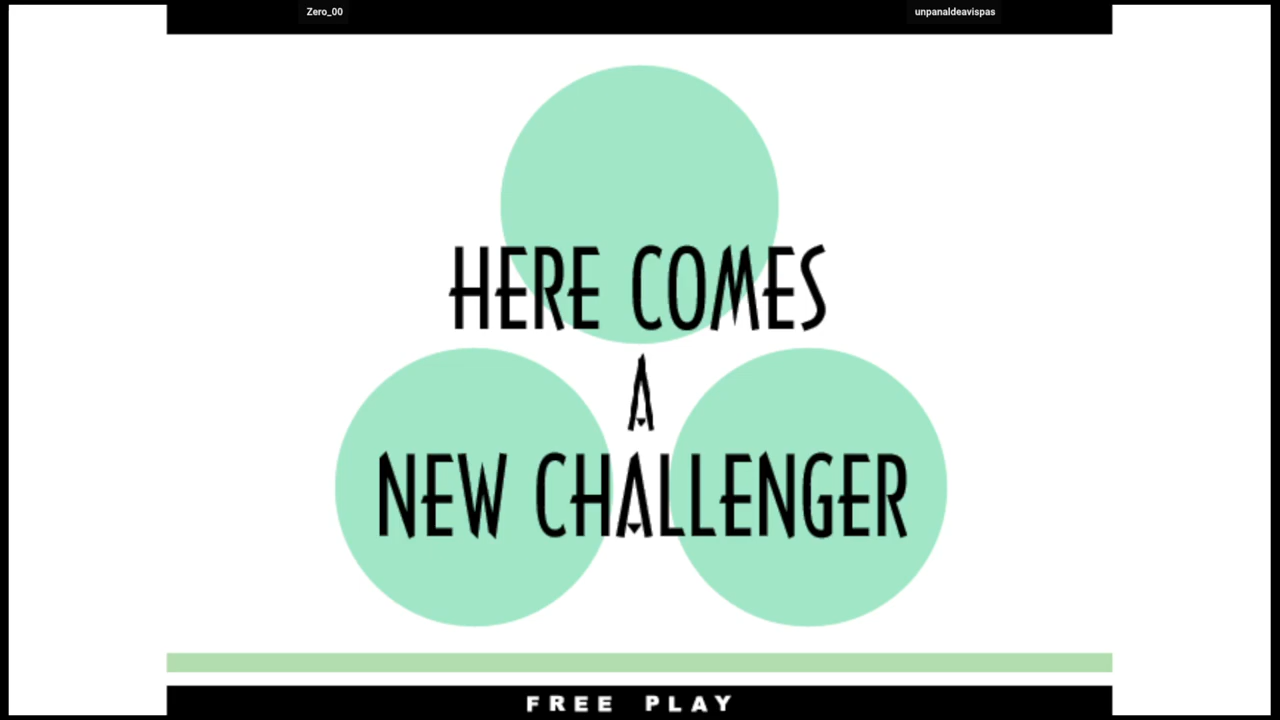 Zero_00 unpanaldeavispas
HERE COMES
A
NEW CHALLENGER
FREE PLAY